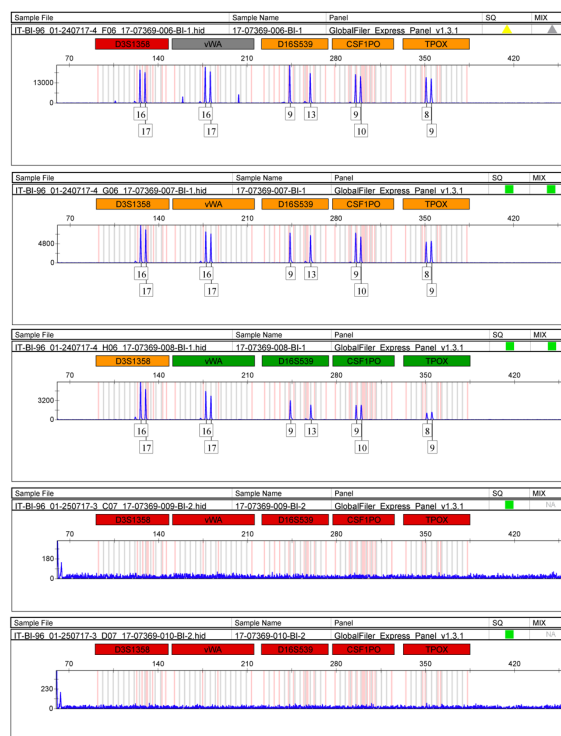 Sample File Sample Name Panel SQ MIX
IT-BI-96_01-240717-4_F06_17-07369-006-BI-1.hid 17-07369-006-BI-1 GlobalFiler_Express_Panel_v1.3.1
D3S1358 vWA D16S539 CSF1PO TPOX
70 140 210 280 350 420
13000
0
16 16 9 13 9 8
17 17 10 9
Sample File Sample Name Panel SQ MIX
IT-BI-96_01-240717-4_G06_17-07369-007-BI-1.hid 17-07369-007-BI-1 GlobalFiler_Express_Panel_v1.3.1
D3S1358 vWA D16S539 CSF1PO TPOX
70 140 210 280 350 420
4800
0
16 16 9 13 9 8
17 17 10 9
Sample File Sample Name Panel SQ MIX
IT-BI-96_01-240717-4_H06_17-07369-008-BI-1.hid 17-07369-008-BI-1 GlobalFiler_Express_Panel_v1.3.1
D3S1358 vWA D16S539 CSF1PO TPOX
70 140 210 280 350 420
3200
0
16 16 9 13 9 8
17 17 10 9
Sample File Sample Name Panel SQ MIX
IT-BI-96_01-250717-3_C07_17-07369-009-BI-2.hid 17-07369-009-BI-2 GlobalFiler_Express_Panel_v1.3.1 NA
D3S1358 vWA D16S539 CSF1PO TPOX
70 140 210 280 350 420
180
0
Sample File Sample Name Panel SQ MIX
IT-BI-96_01-250717-3_D07_17-07369-010-BI-2.hid 17-07369-010-BI-2 GlobalFiler_Express_Panel_v1.3.1 NA
D3S1358 vWA D16S539 CSF1PO TPOX
70 140 210 280 350 420
230
0